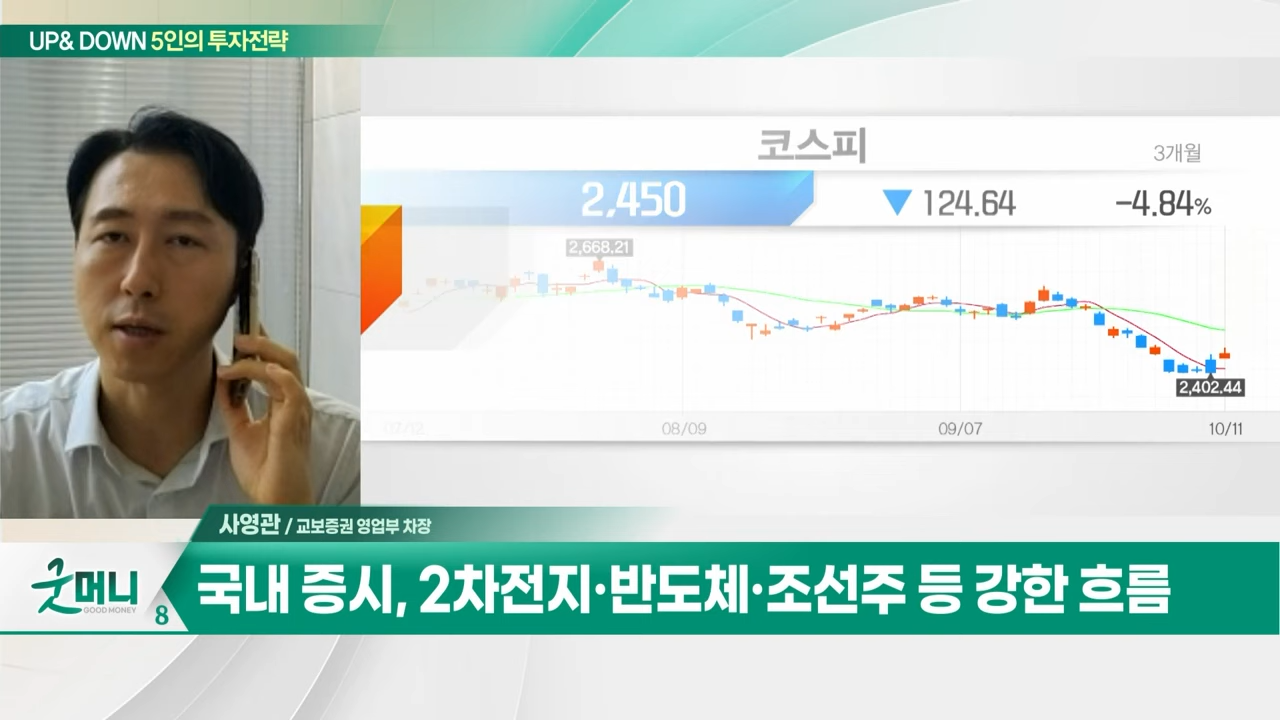 UP& DOWN 5인의 투자전략
코스피
3개월
2,450
▼ 124.64
-4.84%
2,668.21
2,402.44
07/12
08/09
09/07
10/11
사영관 / 교보증권 영업부 차장
굿머니
GOOD MONEY
8
국내 증시, 2차전지·반도체·조선주 등 강한 흐름